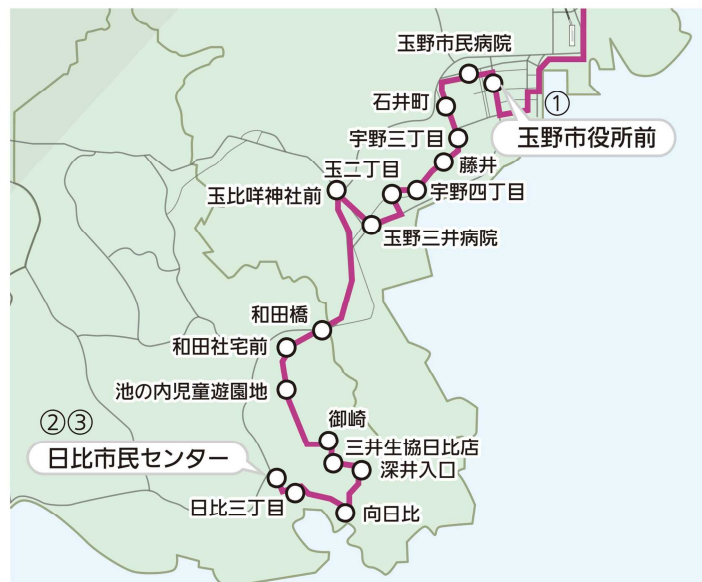 玉野市民病院
①
石井町
玉野市役所前
宇野三丁目
藤井
玉二丁目
宇野四丁目
玉比咩神社前
玉野三井病院
和田橋
和田社宅前
池の内児童遊園地
②③
御崎
日比市民センター
三井生協日比店
深井入口
日比三丁目
向日比